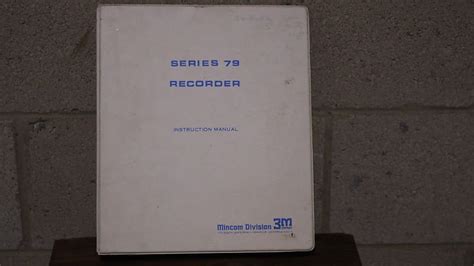 SERIES 79
RECORDER
INSTRUCTION MANUAL
Mincom Division 3M